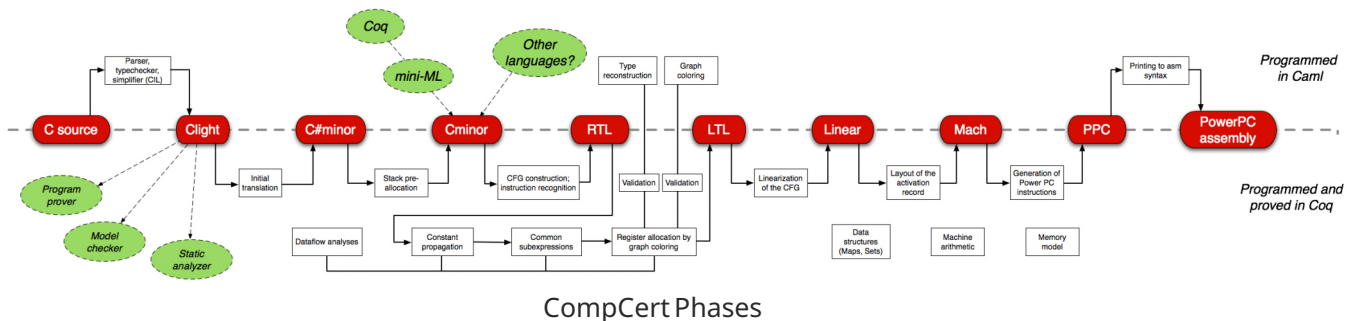 Coq
Other
languages?
mini-ML
Parser,
typechecker,
simplifier (CIL)
Type
reconstruction
Graph
coloring
Printing to asm
syntax
Programmed
in Caml
C source
Clight
C#minor
Cminor
RTL
LTL
Linear
Mach
PPC
PowerPC
assembly
Program
prover
Model
checker
Static
analyzer
Initial
translation
Stack pre-
allocation
CFG construction;
instruction recognition
Validation
Validation
Linearization
of the CFG
Layout of the
activation
record
Generation of
Power PC
instructions
Programmed and
proved in Coq
Dataflow analyses
Constant
propagation
Common
subexpressions
Register allocation by
graph coloring
Data
structures
(Maps, Sets)
Machine
arithmetic
Memory
model
CompCert Phases